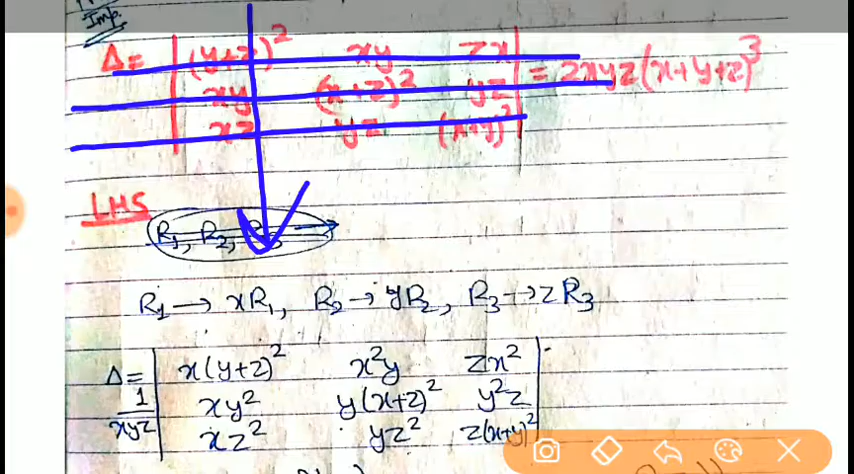 Imp.
Δ= | (y+z)² xy zx |
| xy (x+z)² yz | = 2xyz(x+y+z)³
| xz yz (x+y)² |
LHS
R₁, R₂, R₃ →
R₁ → xR₁, R₂ → yR₂, R₃ → zR₃
Δ= | x(y+z)² x²y zx² |
1/xyz | xy² y(x+z)² y²z |
| xz² yz² z(x+y)² |